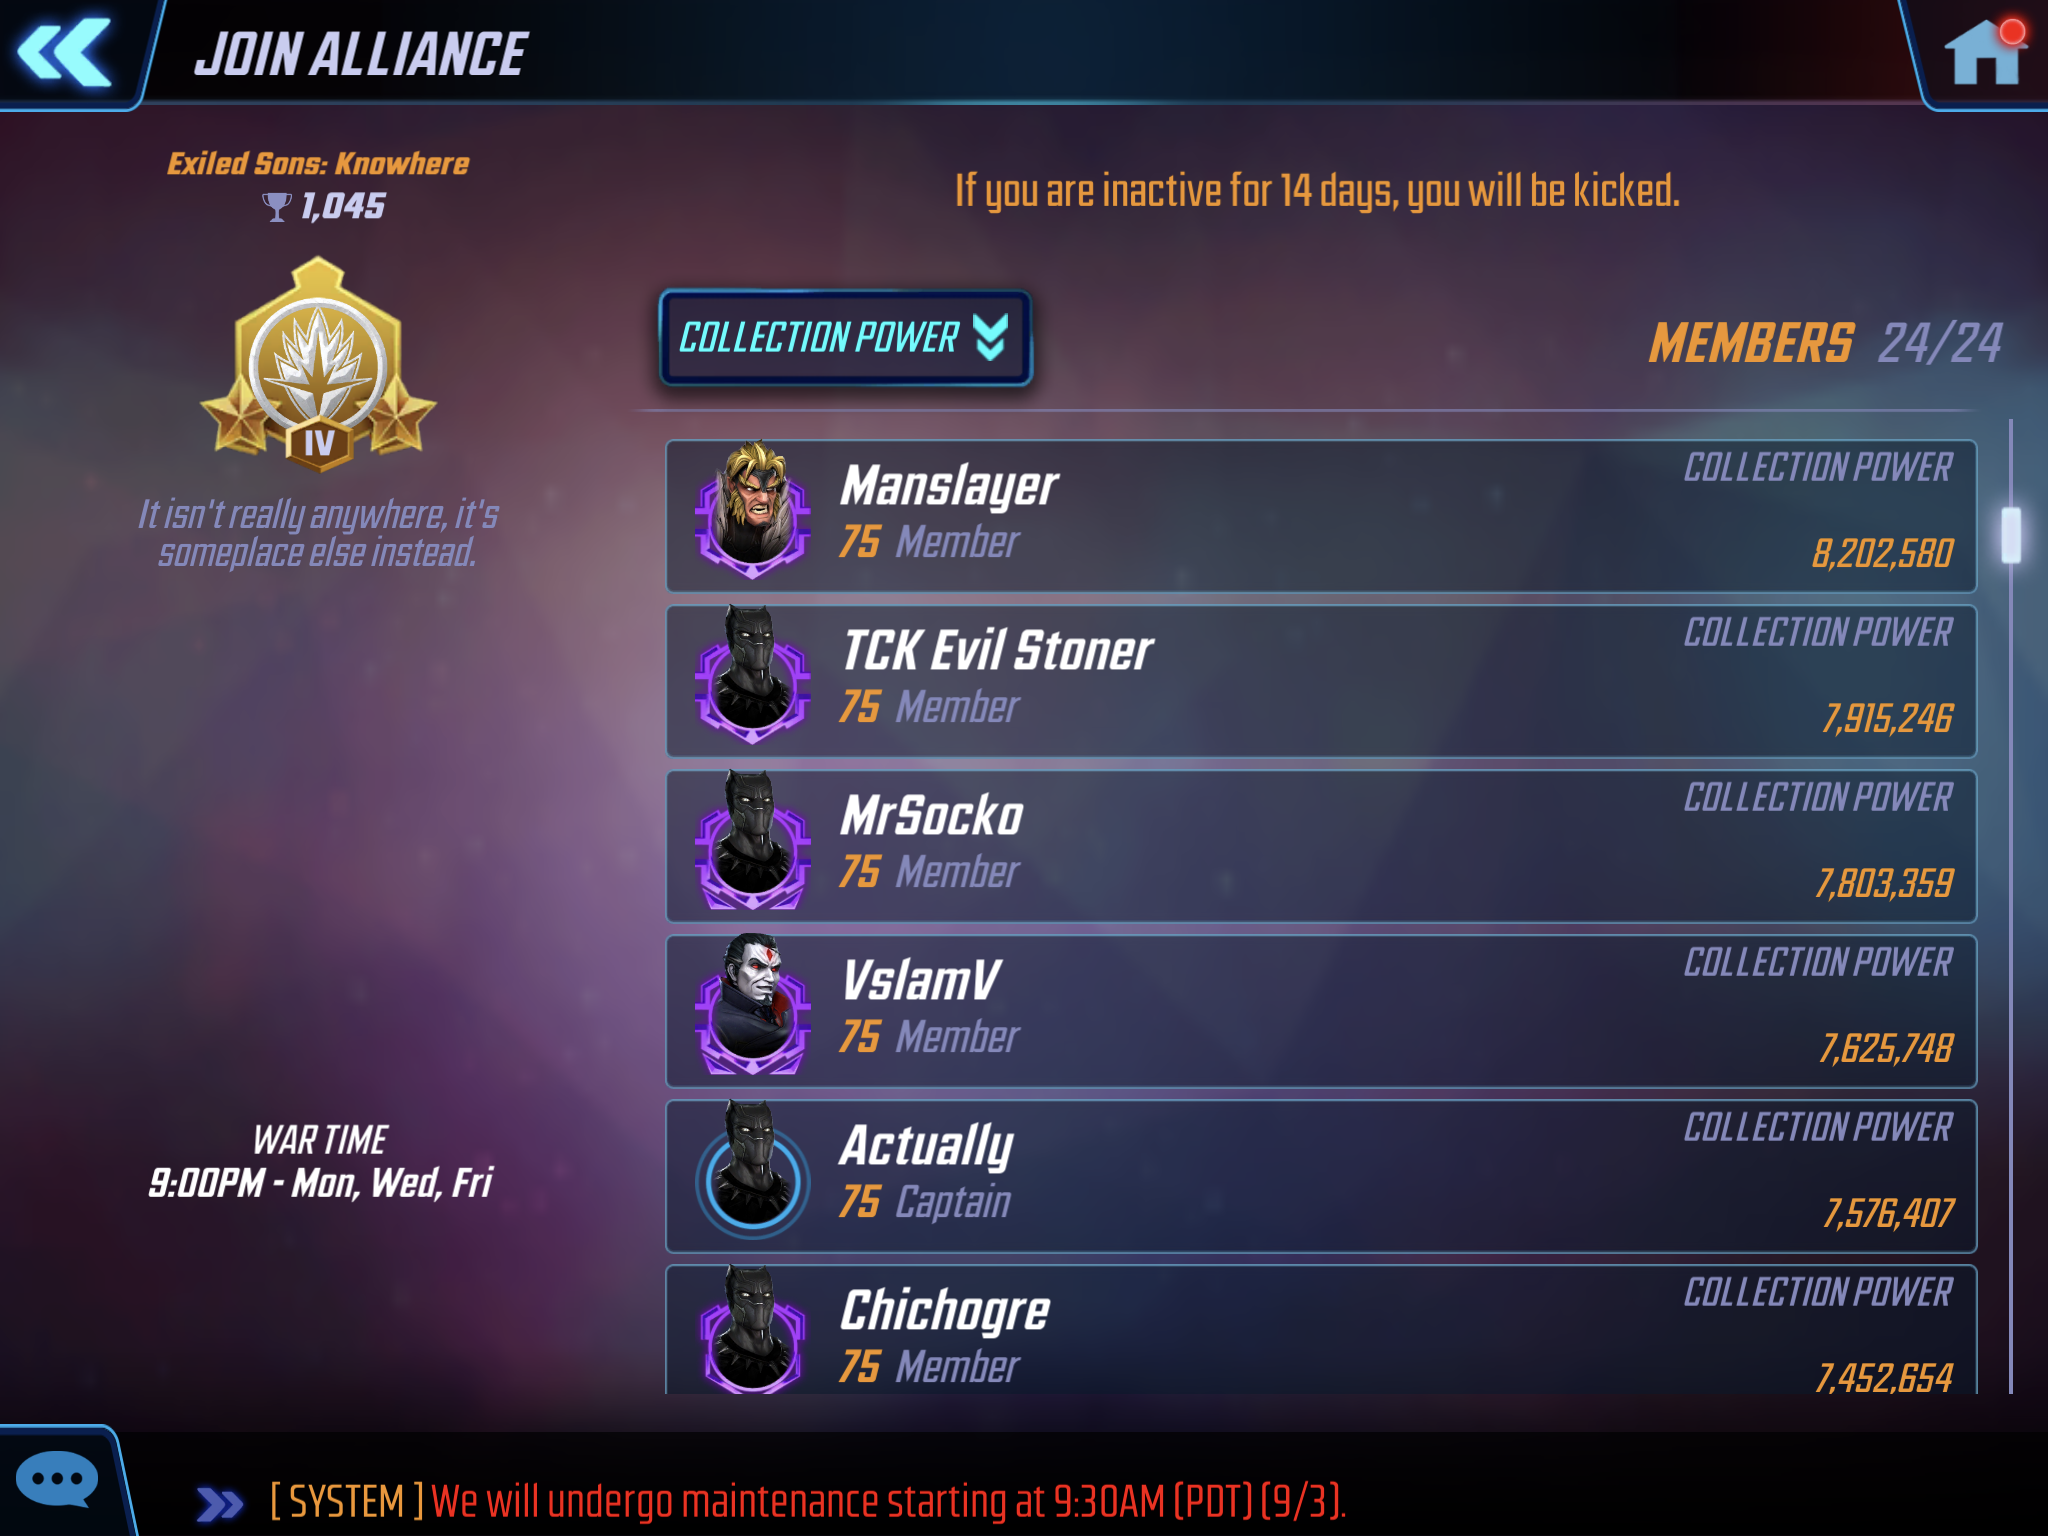 JOIN ALLIANCE
Exiled Sons: Knowhere
1,045
IV
It isn't really anywhere, it's
someplace else instead.
WAR TIME
9:00PM - Mon, Wed, Fri
If you are inactive for 14 days, you will be kicked.
COLLECTION POWER
MEMBERS 24/24
Manslayer
75 Member
COLLECTION POWER
8,202,580
TCK Evil Stoner
75 Member
COLLECTION POWER
7,915,246
MrSocko
75 Member
COLLECTION POWER
7,803,359
VslamV
75 Member
COLLECTION POWER
7,625,748
Actually
75 Captain
COLLECTION POWER
7,576,407
Chichogre
75 Member
COLLECTION POWER
7,452,654
[ SYSTEM ] We will undergo maintenance starting at 9:30AM (PDT) (9/3).